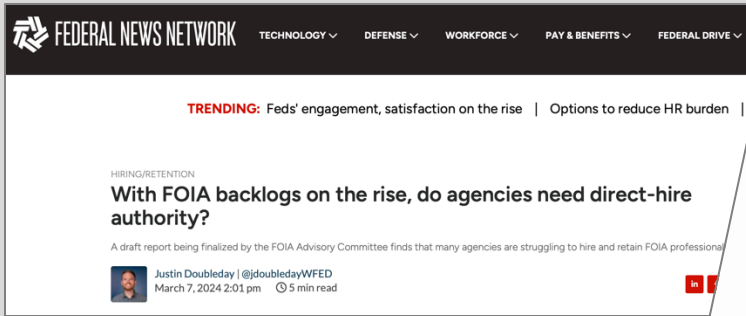 FEDERAL NEWS NETWORK TECHNOLOGY DEFENSE WORKFORCE PAY & BENEFITS FEDERAL DRIVE
TRENDING: Feds' engagement, satisfaction on the rise | Options to reduce HR burden |
HIRING/RETENTION
With FOIA backlogs on the rise, do agencies need direct-hire
authority?
A draft report being finalized by the FOIA Advisory Committee finds that many agencies are struggling to hire and retain FOIA professional
Justin Doubleday | @jdoubledayWFED
March 7, 2024 2:01 pm 5 min read
in